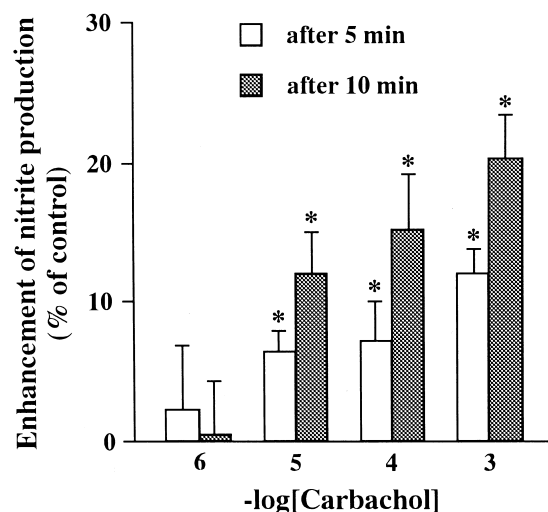 Enhancement of nitrite production
(% of control)
30
20
10
0
after 5 min
after 10 min
*
*
*
*
*
*
6 5 4 3
-log[Carbachol]